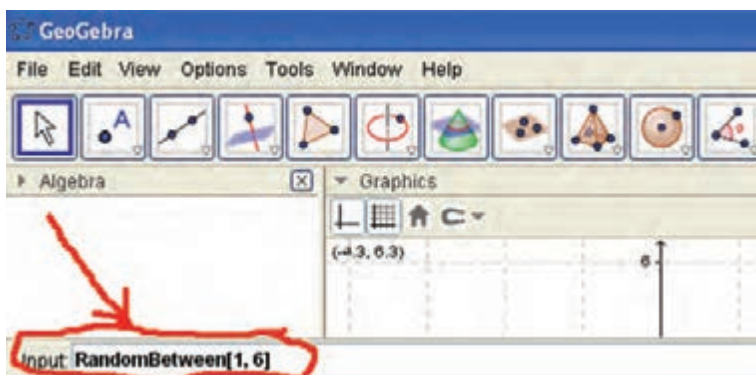 GeoGebra
File Edit View Options Tools Window Help
A
Algebra
Graphics
(-4.3, 6.3)
6
Input: RandomBetween[1, 6]